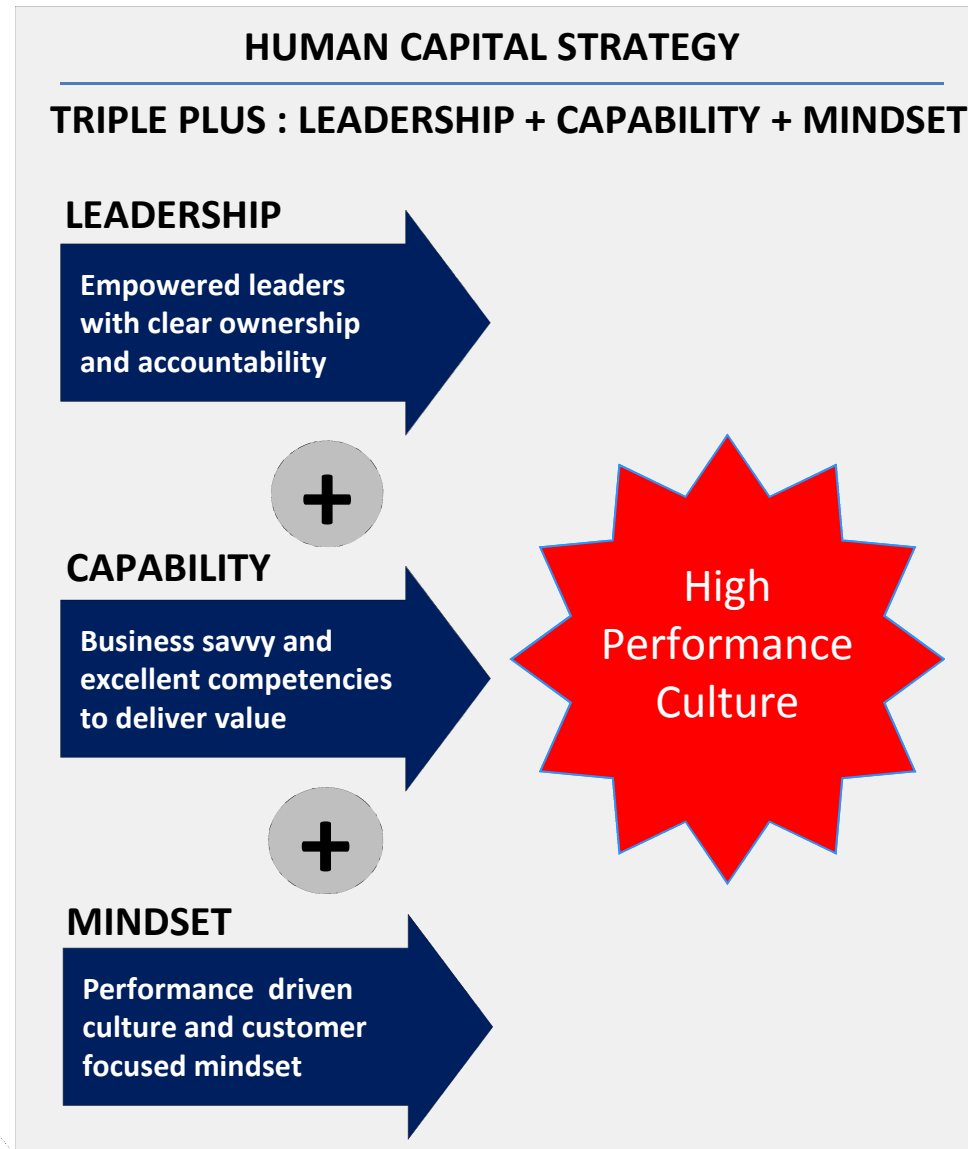 HUMAN CAPITAL STRATEGY
TRIPLE PLUS : LEADERSHIP + CAPABILITY + MINDSET
LEADERSHIP
Empowered leaders
with clear ownership
and accountability
+
CAPABILITY
Business savvy and
excellent competencies
to deliver value
+
MINDSET
Performance  driven
culture and customer
focused mindset
High
Performance
Culture